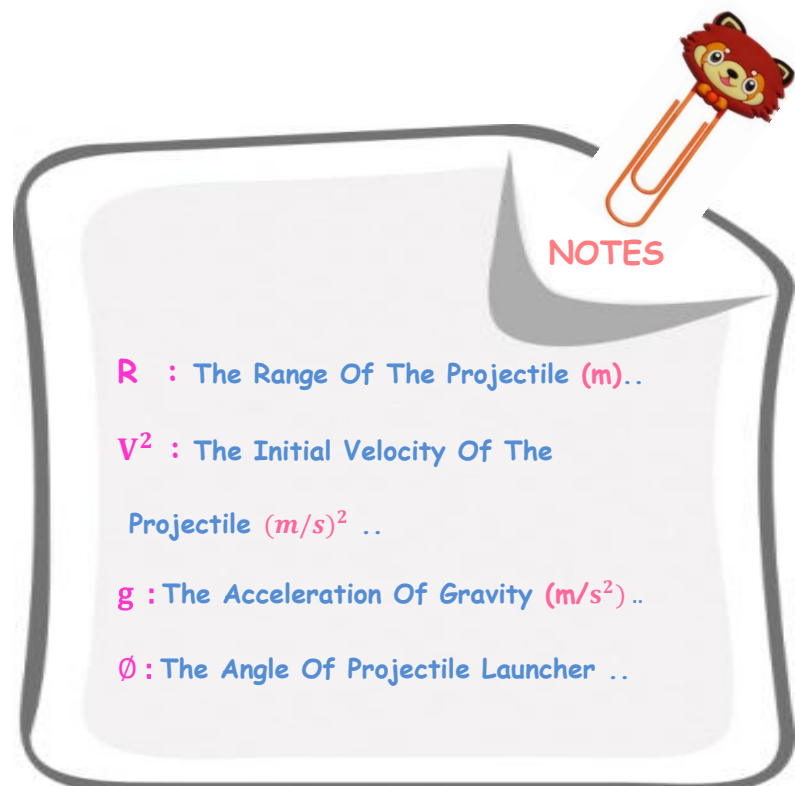 NOTES
R : The Range Of The Projectile (m)..
V² : The Initial Velocity Of The
Projectile (m/s)² ..
g : The Acceleration Of Gravity (m/s²) ..
Ø : The Angle Of Projectile Launcher ..